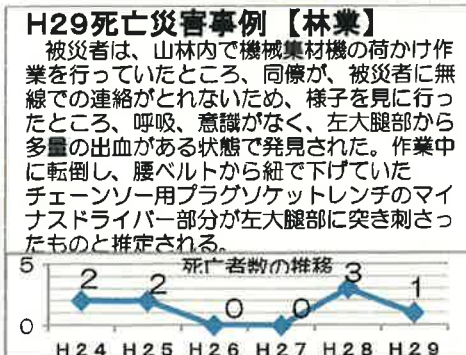 H29死亡災害事例【林業】
被災者は、山林内で機械集材機の荷かけ作
業を行っていたところ、同僚が、被災者に無
線での連絡がとれないため、様子を見に行っ
たところ、呼吸、意識がなく、左大腿部から
多量の出血がある状態で発見された。作業中
に転倒し、腰ベルトから紐で下げていた
チェーンソー用プラグソケットレンチのマイ
ナスドライバー部分が左大腿部に突き刺さっ
たものと推定される。
死亡者数の推移
5
2 2 0 0 3 1
0
H24 H25 H26 H27 H28 H29